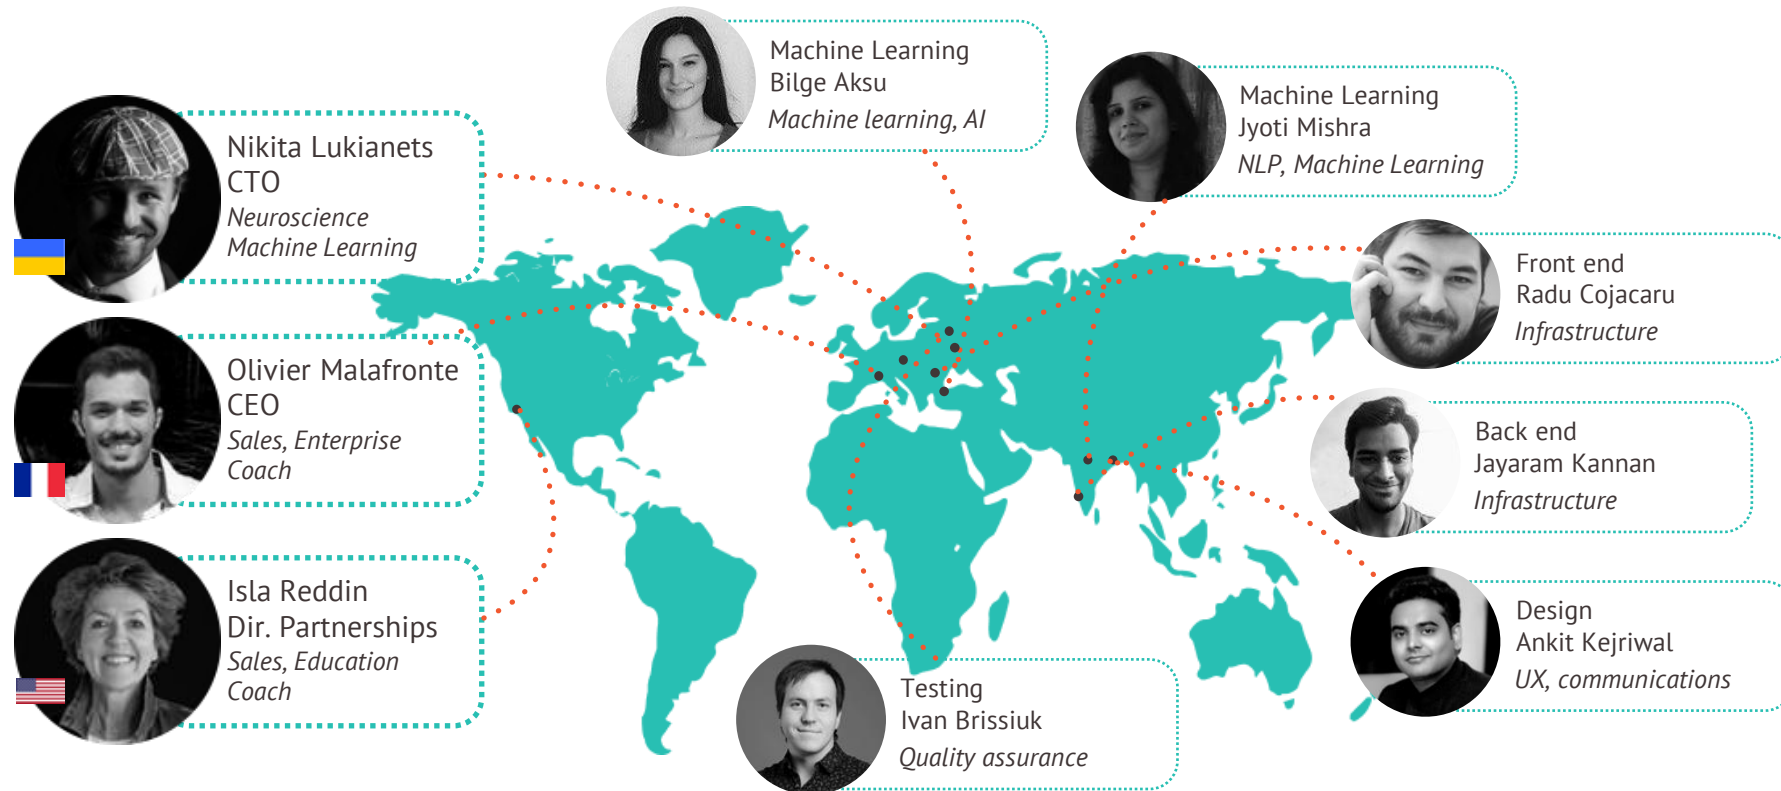 Nikita Lukianets
CTO
Neuroscience
Machine Learning
Olivier Malafronte
CEO
Sales, Enterprise
Coach
Isla Reddin
Dir. Partnerships
Sales, Education
Coach
Machine Learning
Bilge Aksu
Machine learning, AI
Machine Learning
Jyoti Mishra
NLP, Machine Learning
Front end
Radu Cojacaru
Infrastructure
Back end
Jayaram Kannan
Infrastructure
Design
Ankit Kejriwal
UX, communications
Testing
Ivan Brissiuk
Quality assurance